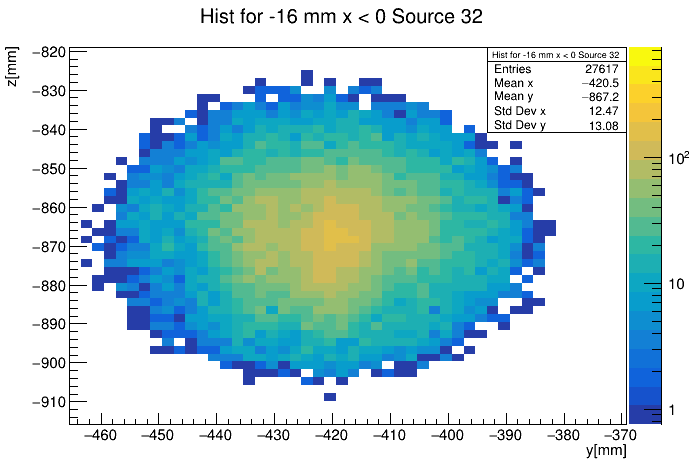 Hist for -16 mm x < 0 Source 32
z[mm]
Hist for -16 mm x < 0 Source 32
Entries 27617
Mean x −420.5
Mean y −867.2
Std Dev x 12.47
Std Dev y 13.08
−820
−830
−840
−850
−860
−870
−880
−890
−900
−910
10²
10
1
−460 −450 −440 −430 −420 −410 −400 −390 −380 −370
y[mm]